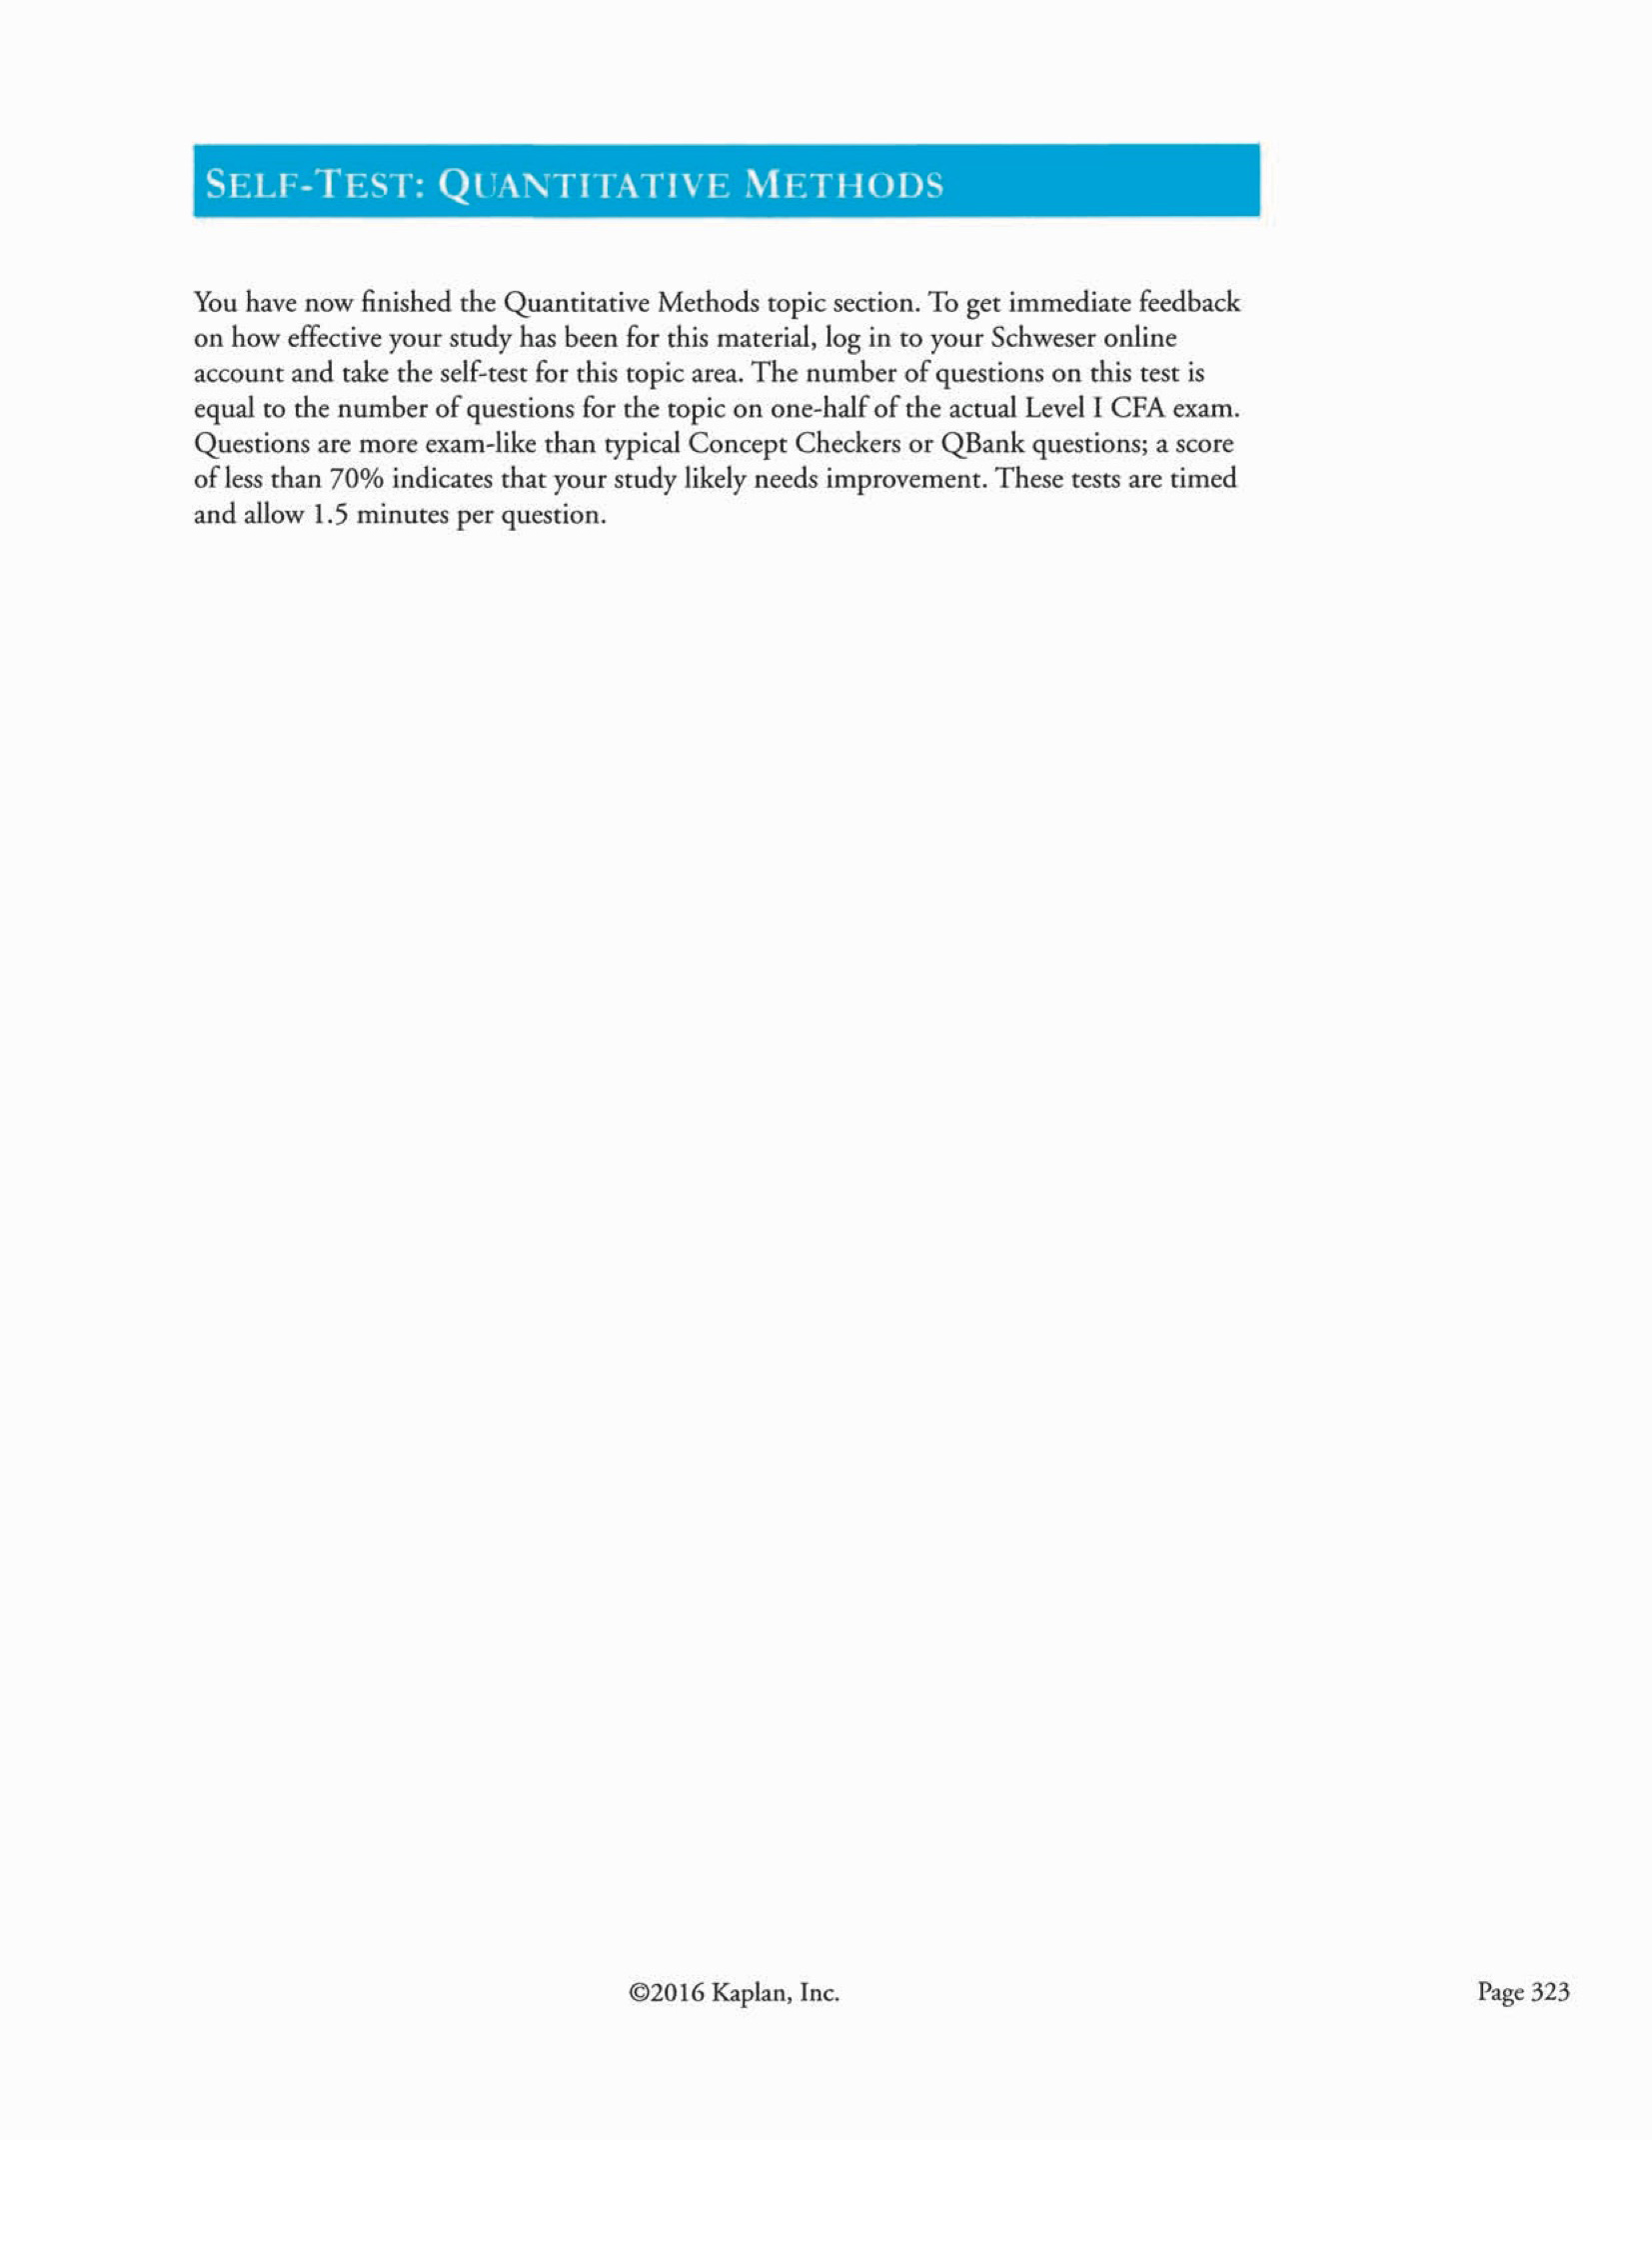 SELF-TEST: QUANTITATIVE METHODS
You have now finished the Quantitative Methods topic section. To get immediate feedback
on how effective your study has been for this material, log in to your Schweser online
account and take the self-test for this topic area. The number of questions on this test is
equal to the number of questions for the topic on one-half of the actual Level I CFA exam.
Questions are more exam-like than typical Concept Checkers or QBank questions; a score
of less than 70% indicates that your study likely needs improvement. These tests are timed
and allow 1.5 minutes per question.
©2016 Kaplan, Inc.
Page 323